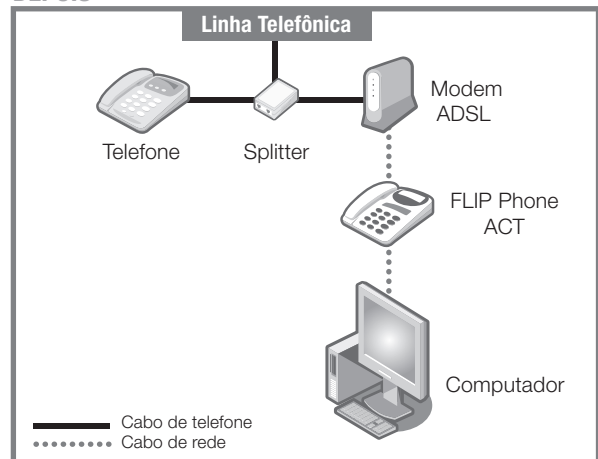 DEPOIS
Linha Telefônica
Telefone
Splitter
Modem
ADSL
FLIP Phone
ACT
Computador
Cabo de telefone
Cabo de rede